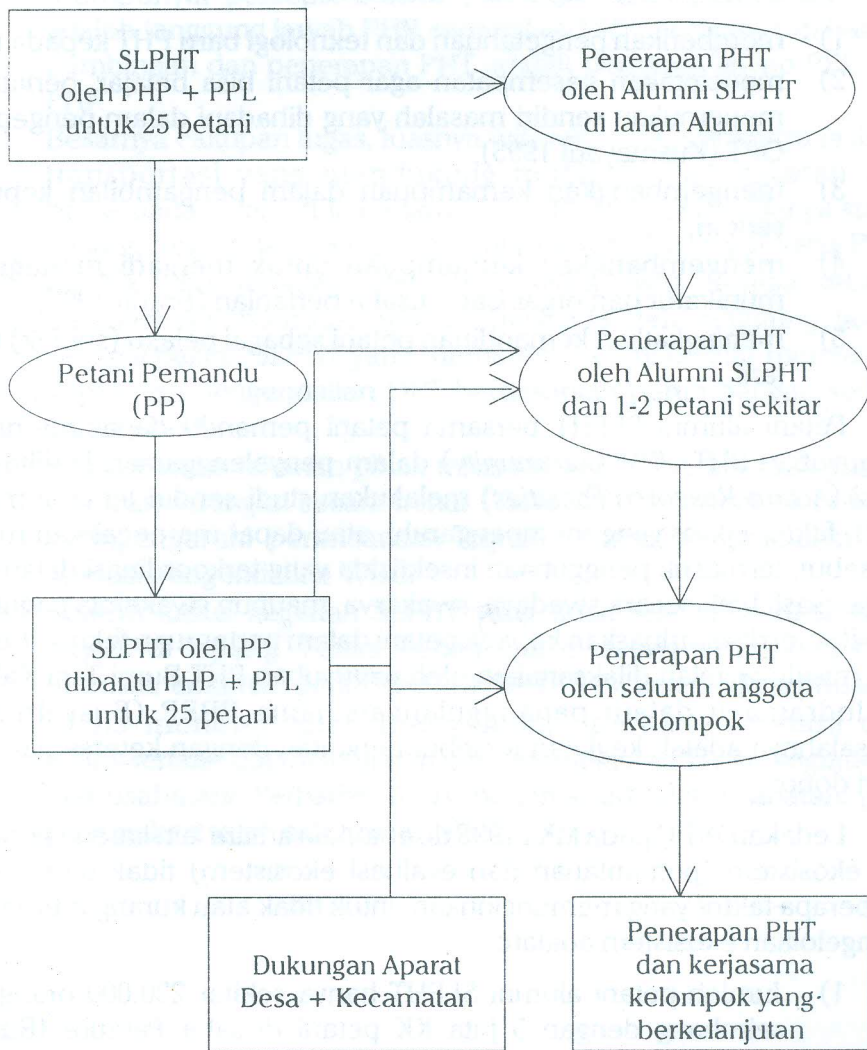 SLPHT
oleh PHP + PPL
untuk 25 petani
Penerapan PHT
oleh Alumni SLPHT
di lahan Alumni
Petani Pemandu
(PP)
Penerapan PHT
oleh Alumni SLPHT
dan 1-2 petani sekitar
SLPHT oleh PP
dibantu PHP + PPL
untuk 25 petani
Penerapan PHT
oleh seluruh anggota
kelompok
Dukungan Aparat
Desa + Kecamatan
Penerapan PHT
dan kerjasama
kelompok yang
berkelanjutan